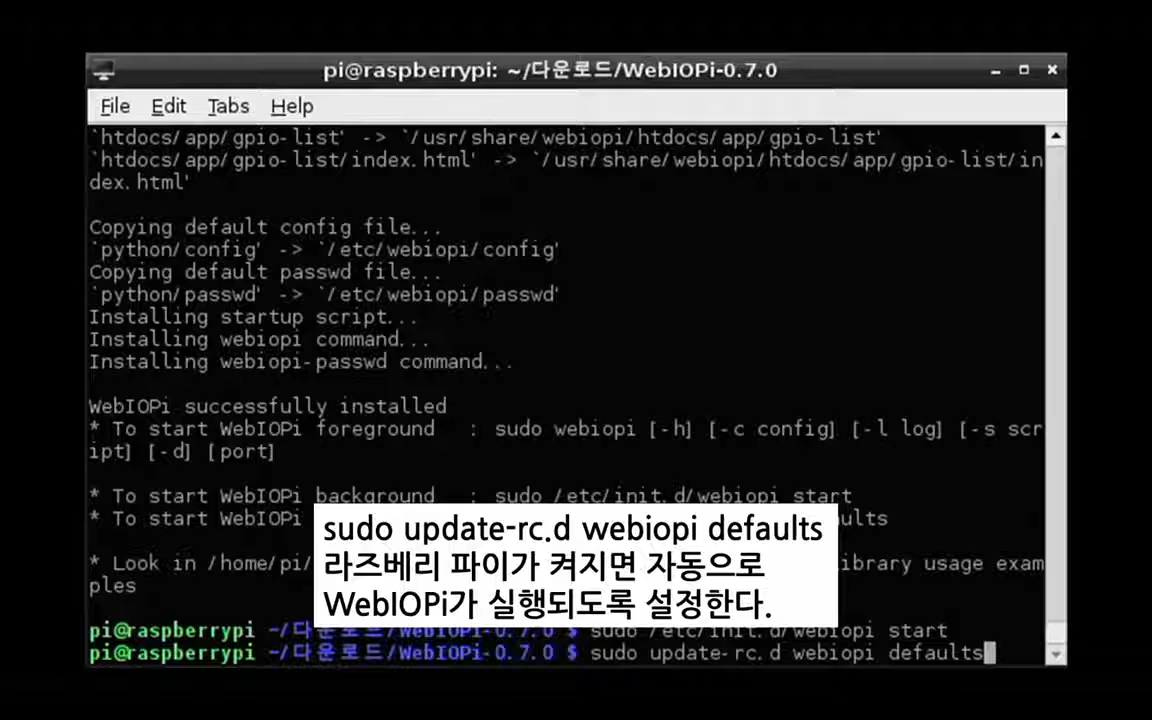 pi@raspberrypi: ~/다운로드/WebIOPi-0.7.0
File Edit Tabs Help
`htdocs/app/gpio-list' -> `/usr/share/webiopi/htdocs/app/gpio-list'
`htdocs/app/gpio-list/index.html' -> `/usr/share/webiopi/htdocs/app/gpio-list/in
dex.html'
Copying default config file...
`python/config' -> `/etc/webiopi/config'
Copying default passwd file...
`python/passwd' -> `/etc/webiopi/passwd'
Installing startup script...
Installing webiopi command...
Installing webiopi-passwd command...
WebIOPi successfully installed
* To start WebIOPi foreground : sudo webiopi [-h] [-c config] [-l log] [-s scr
ipt] [-d] [port]
* To start WebIOPi background : sudo /etc/init.d/webiopi start
* To start WebIOPi
* Look in /home/pi/ library usage exam
ples
sudo update-rc.d webiopi defaults
라즈베리 파이가 켜지면 자동으로
WebIOPi가 실행되도록 설정한다.
pi@raspberrypi ~/다운로드/WebIOPi-0.7.0 $ sudo /etc/init.d/webiopi start
pi@raspberrypi ~/다운로드/WebIOPi-0.7.0 $ sudo update-rc.d webiopi defaults